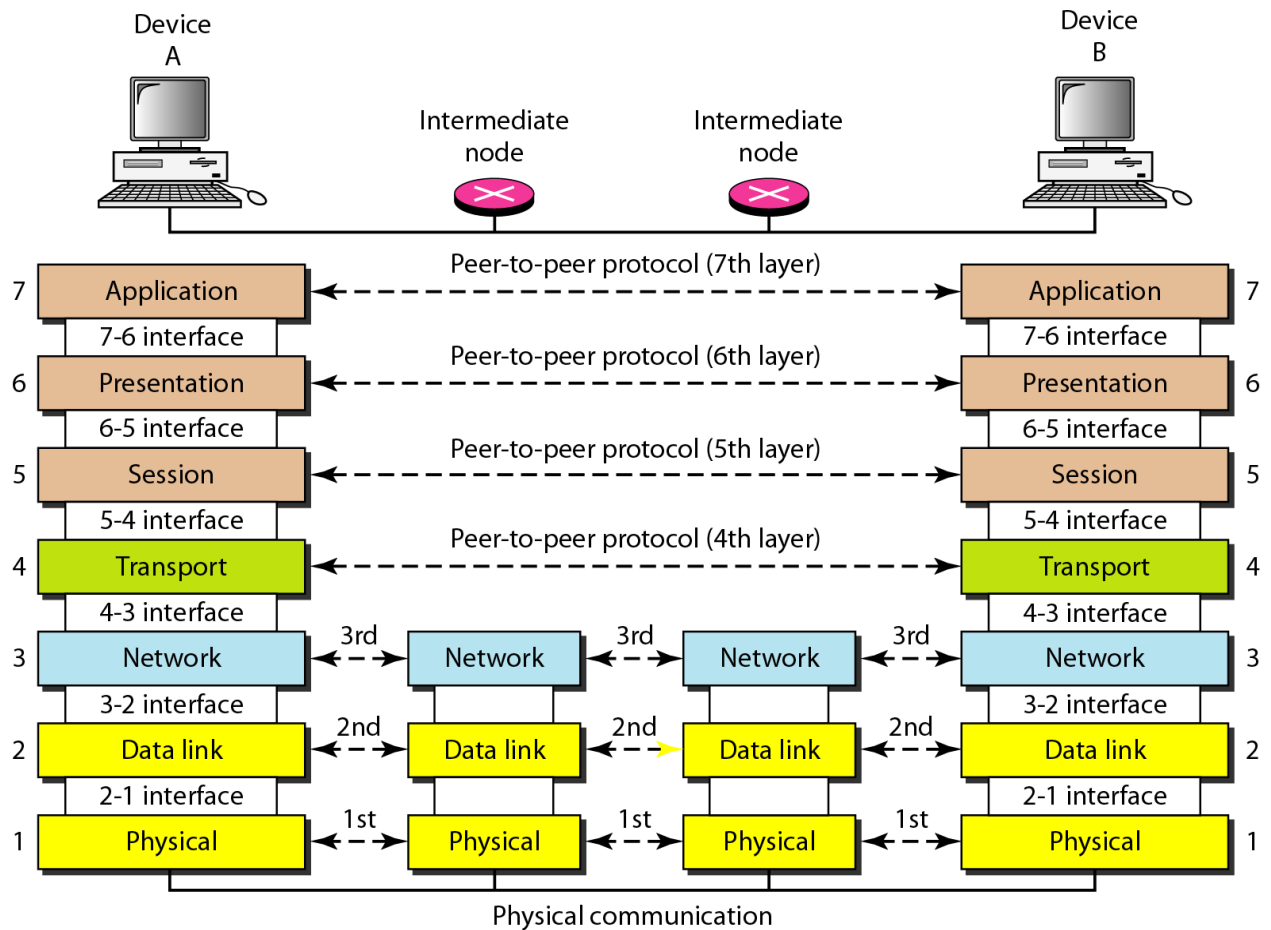 Device
A
Device
B
Intermediate
node
Intermediate
node
Peer-to-peer protocol (7th layer)
7 Application Application 7
7-6 interface 7-6 interface
Peer-to-peer protocol (6th layer)
6 Presentation Presentation 6
6-5 interface 6-5 interface
Peer-to-peer protocol (5th layer)
5 Session Session 5
5-4 interface 5-4 interface
Peer-to-peer protocol (4th layer)
4 Transport Transport 4
4-3 interface 4-3 interface
3rd 3rd 3rd
3 Network Network Network Network 3
3-2 interface 3-2 interface
2nd 2nd 2nd
2 Data link Data link Data link Data link 2
2-1 interface 2-1 interface
1st 1st 1st
1 Physical Physical Physical Physical 1
Physical communication